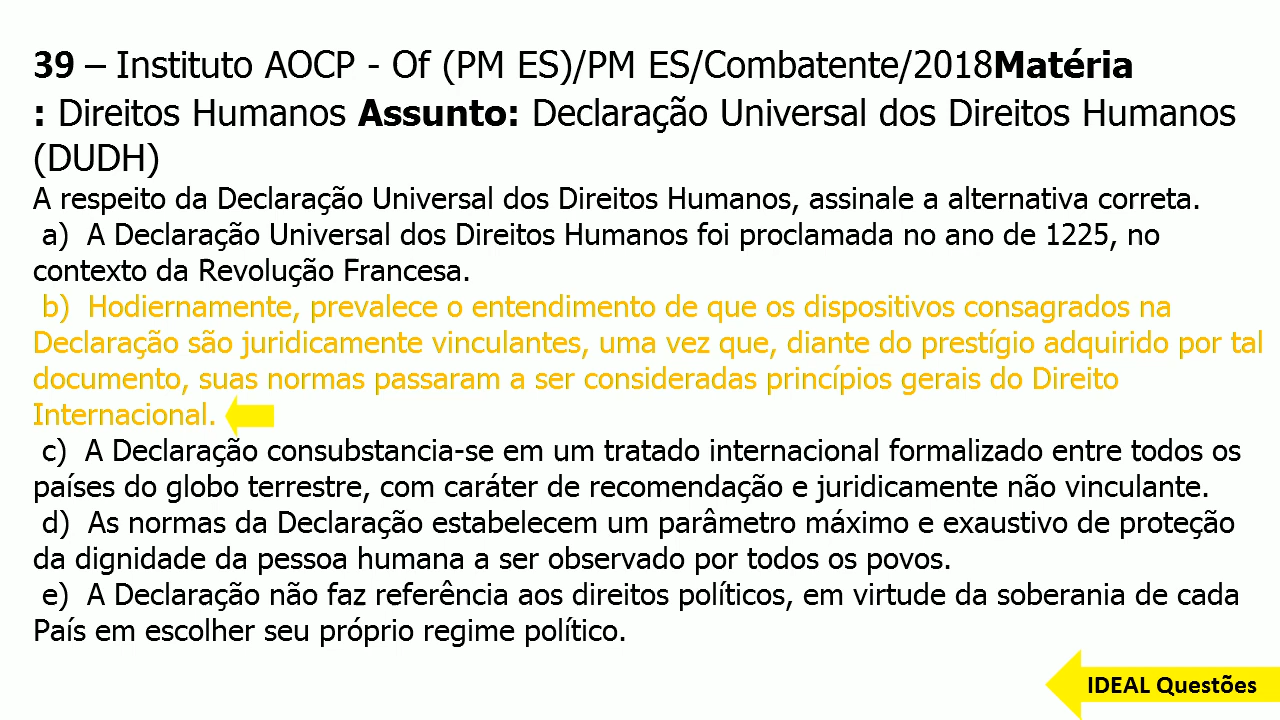 39 – Instituto AOCP - Of (PM ES)/PM ES/Combatente/2018Matéria
: Direitos Humanos Assunto: Declaração Universal dos Direitos Humanos
(DUDH)
A respeito da Declaração Universal dos Direitos Humanos, assinale a alternativa correta.
a) A Declaração Universal dos Direitos Humanos foi proclamada no ano de 1225, no
contexto da Revolução Francesa.
b) Hodiernamente, prevalece o entendimento de que os dispositivos consagrados na
Declaração são juridicamente vinculantes, uma vez que, diante do prestígio adquirido por tal
documento, suas normas passaram a ser consideradas princípios gerais do Direito
Internacional.
c) A Declaração consubstancia-se em um tratado internacional formalizado entre todos os
países do globo terrestre, com caráter de recomendação e juridicamente não vinculante.
d) As normas da Declaração estabelecem um parâmetro máximo e exaustivo de proteção
da dignidade da pessoa humana a ser observado por todos os povos.
e) A Declaração não faz referência aos direitos políticos, em virtude da soberania de cada
País em escolher seu próprio regime político.
IDEAL Questões